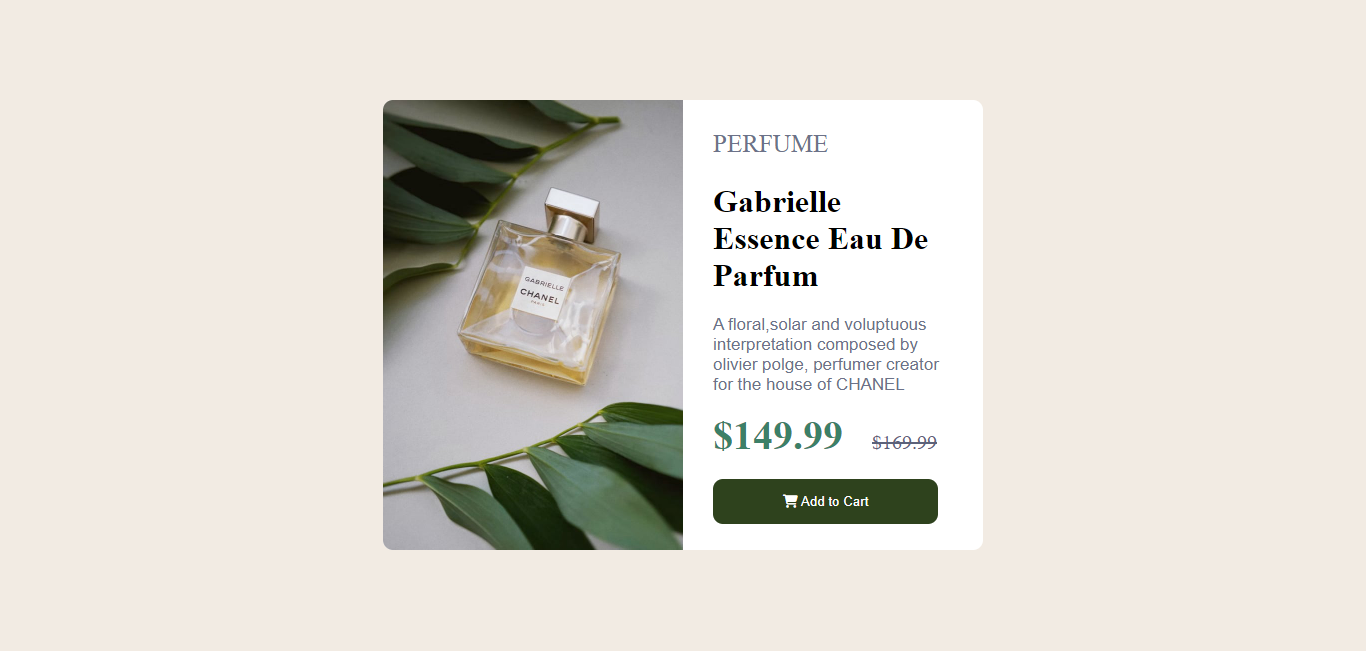 GABRIELLE
CHANEL
PARIS
PERFUME
Gabrielle
Essence Eau De
Parfum
A floral,solar and voluptuous
interpretation composed by
olivier polge, perfumer creator
for the house of CHANEL
$149.99 $169.99
Add to Cart